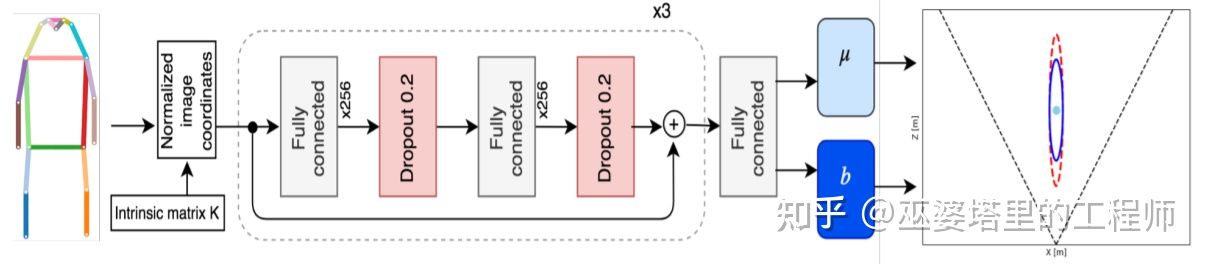 x3
Normalized
image
coordinates
Intrinsic matrix K
Fully
connected
x256
Dropout 0.2
Fully
connected
x256
Dropout 0.2
+
Fully
connected
μ
b
Z [m]
X [m]
知乎 @巫婆塔里的工程师